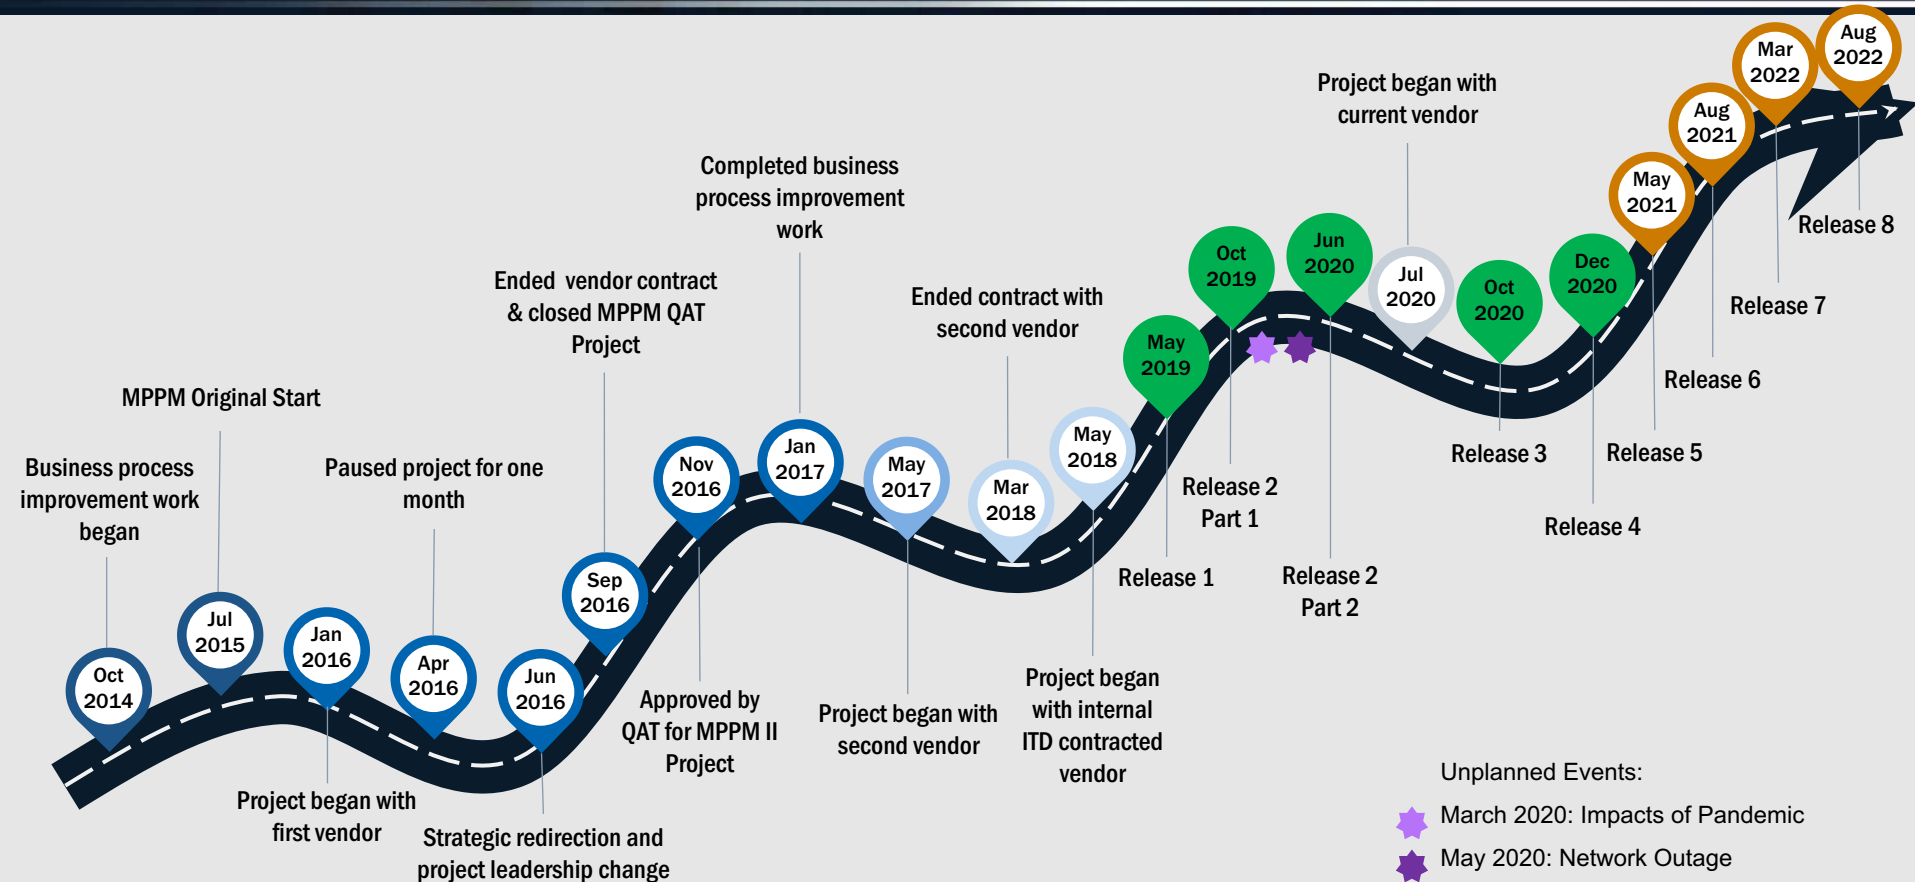 Oct
2014
Business process
improvement work
began
Jul
2015
MPPM Original Start
Jan
2016
Project began with
first vendor
Apr
2016
Paused project for one
month
Jun
2016
Strategic redirection and
project leadership change
Sep
2016
Ended  vendor contract
& closed MPPM QAT
Project
Nov
2016
Approved by
QAT for MPPM II
Project
Jan
2017
Completed business
process improvement
work
May
2017
Project began with
second vendor
Mar
2018
Ended contract with
second vendor
May
2018
Project began
with internal
ITD contracted
vendor
May
2019
Release 1
Oct
2019
Release 2
Part 1
Jun
2020
Release 2
Part 2
Jul
2020
Project began with
current vendor
Oct
2020
Release 3
Dec
2020
Release 4
May
2021
Release 5
Aug
2021
Release 6
Mar
2022
Release 7
Aug
2022
Release 8
Unplanned Events:
March 2020: Impacts of Pandemic
May 2020: Network Outage